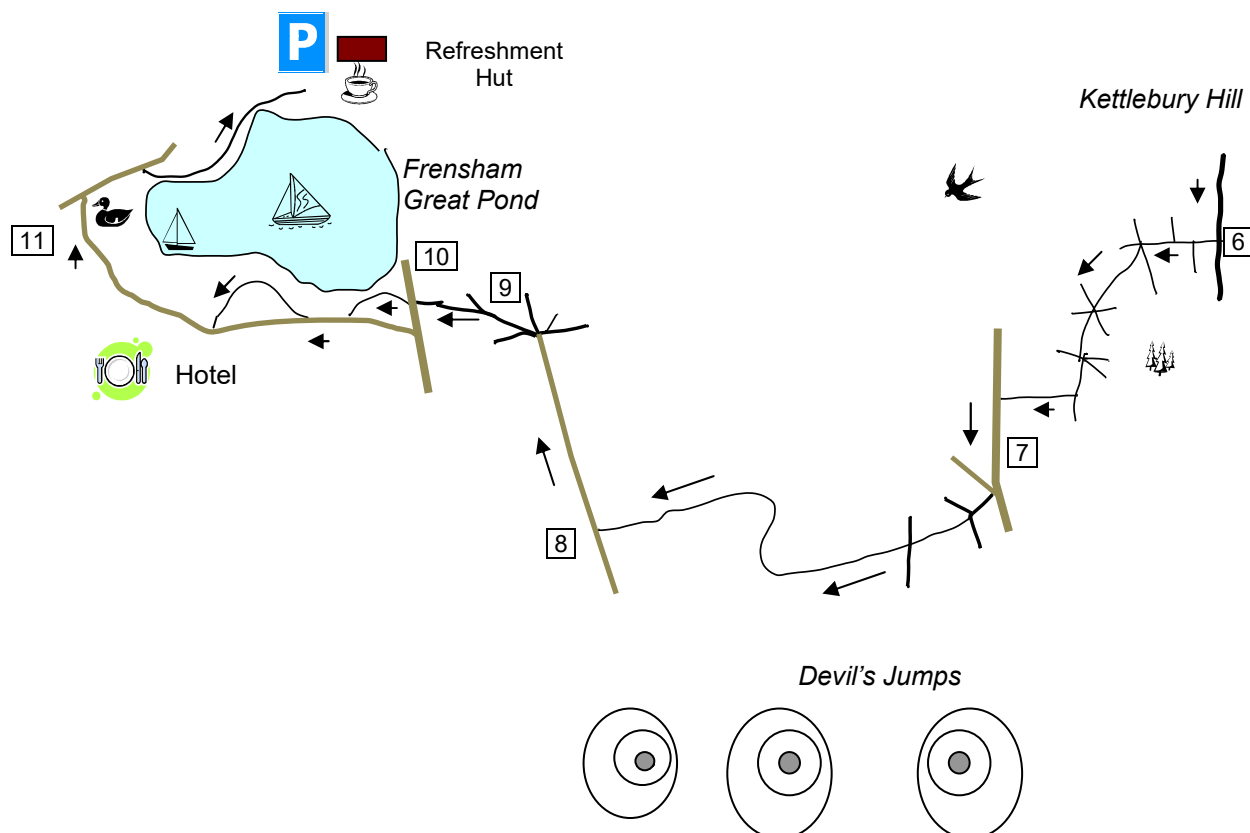 P
Refreshment
Hut
Kettlebury Hill
Frensham
Great Pond
11
10
9
6
Hotel
7
8
Devil's Jumps